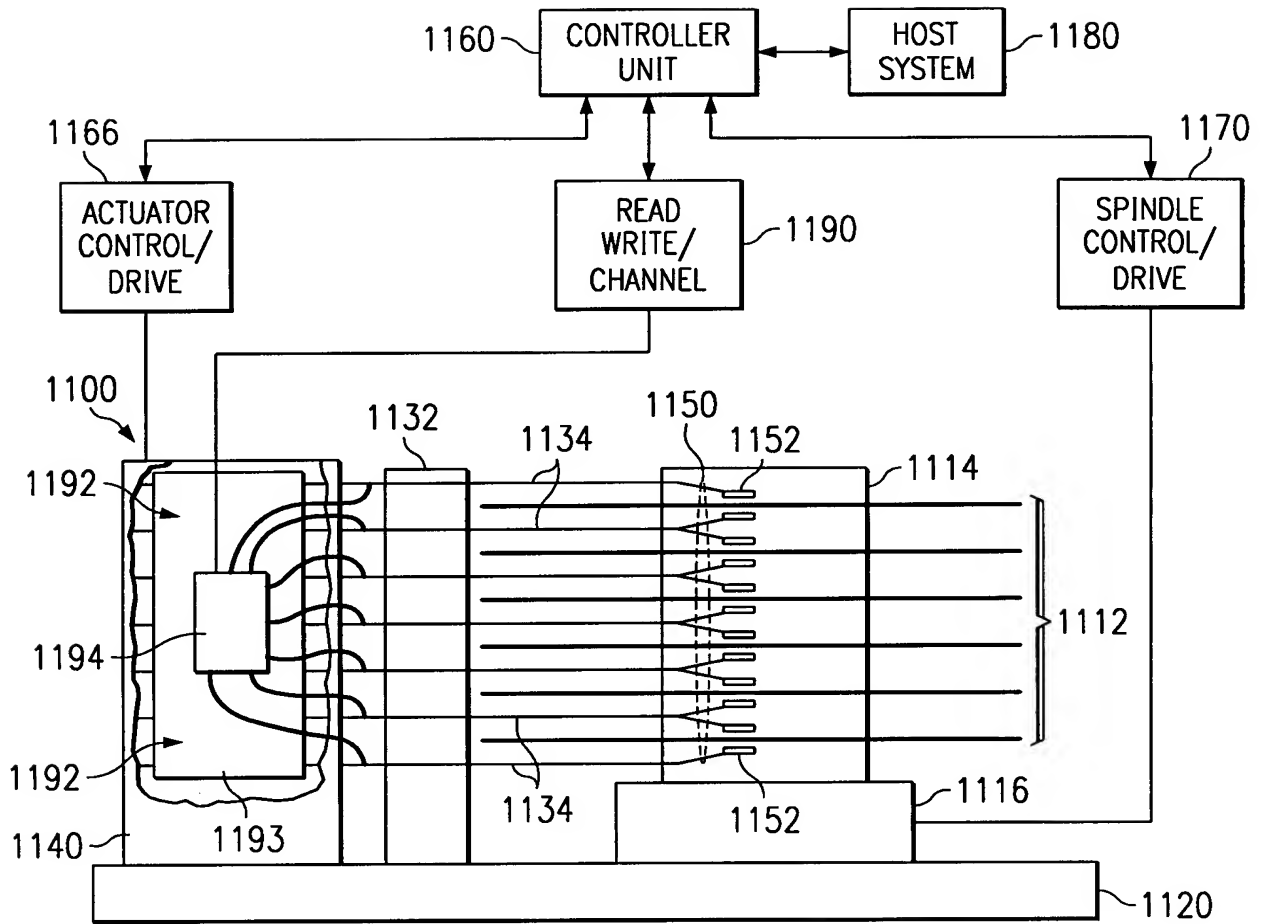 1160
CONTROLLER
UNIT
HOST
SYSTEM
1180
1166
ACTUATOR
CONTROL/
DRIVE
READ
WRITE/
CHANNEL
1190
1170
SPINDLE
CONTROL/
DRIVE
1100
1132
1134
1150
1152
1114
1192
1194
1112
1192
1193
1134
1152
1116
1140
1120